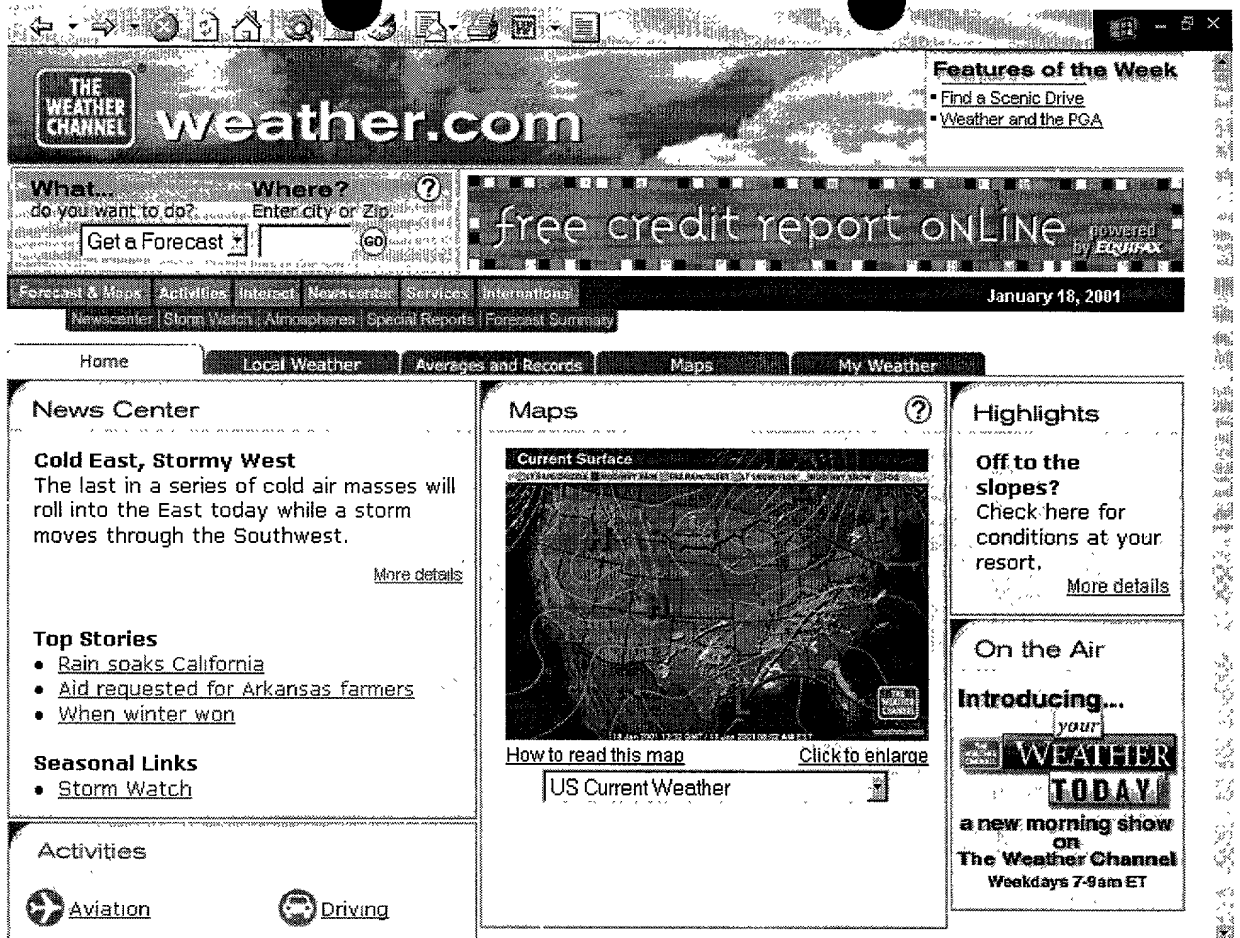 THE
WEATHER
CHANNEL
weather.com
Features of the Week
Find a Scenic Drive
Weather and the PGA
What...
do you want to do?
Get a Forecast
Where?
Enter city or Zip
GO
?
free credit report onLiNe
powered
by EQUIFAX
Forecast & Maps Activities Interact Newscenter Services International
January 18, 2001
Newscenter Storm Watch Atmospheres Special Reports Forecast Summary
Home Local Weather Averages and Records Maps My Weather
News Center
Cold East, Stormy West
The last in a series of cold air masses will
roll into the East today while a storm
moves through the Southwest.
More details
Top Stories
• Rain soaks California
• Aid requested for Arkansas farmers
• When winter won
Seasonal Links
• Storm Watch
Activities
Aviation Driving
Maps
?
Current Surface
THE
WEATHER
CHANNEL
How to read this map Click to enlarge
US Current Weather
Highlights
Off to the
slopes?
Check here for
conditions at your
resort.
More details
On the Air
Introducing...
your
WEATHER
TODAY
a new morning show
on
The Weather Channel
Weekdays 7-9am ET